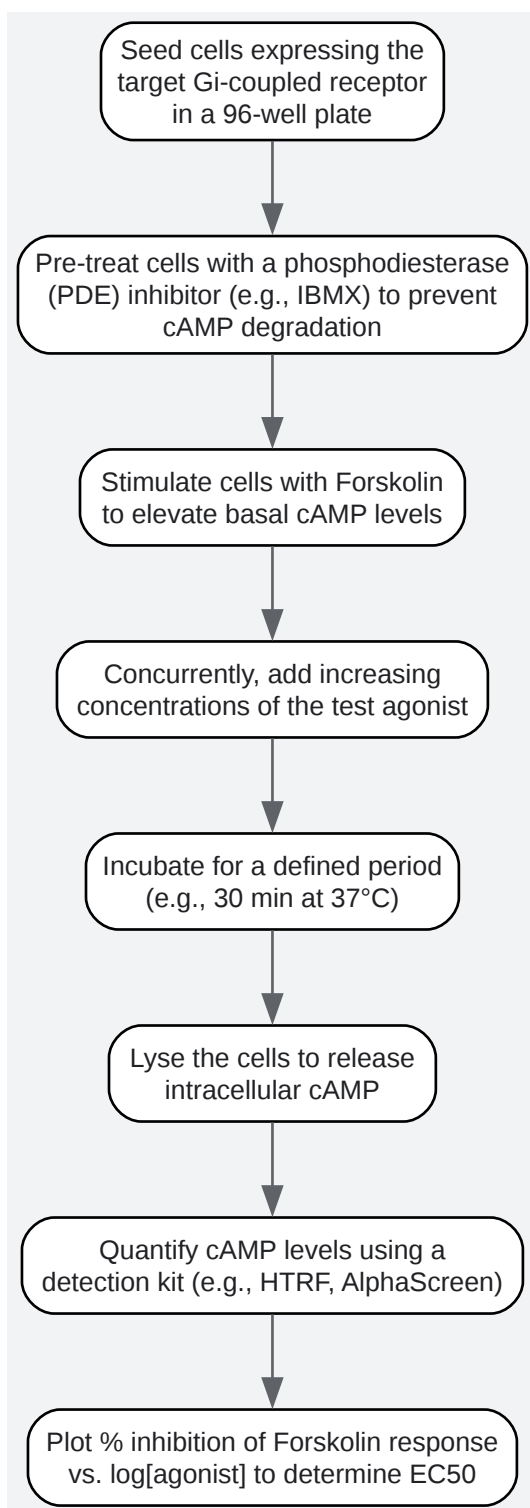 Seed cells expressing the
target Gi-coupled receptor
in a 96-well plate
Pre-treat cells with a phosphodiesterase
(PDE) inhibitor (e.g., IBMX) to prevent
cAMP degradation
Stimulate cells with Forskolin
to elevate basal cAMP levels
Concurrently, add increasing
concentrations of the test agonist
Incubate for a defined period
(e.g., 30 min at 37°C)
Lyse the cells to release
intracellular cAMP
Quantify cAMP levels using a
detection kit (e.g., HTRF, AlphaScreen)
Plot % inhibition of Forskolin response
vs. log[agonist] to determine EC50